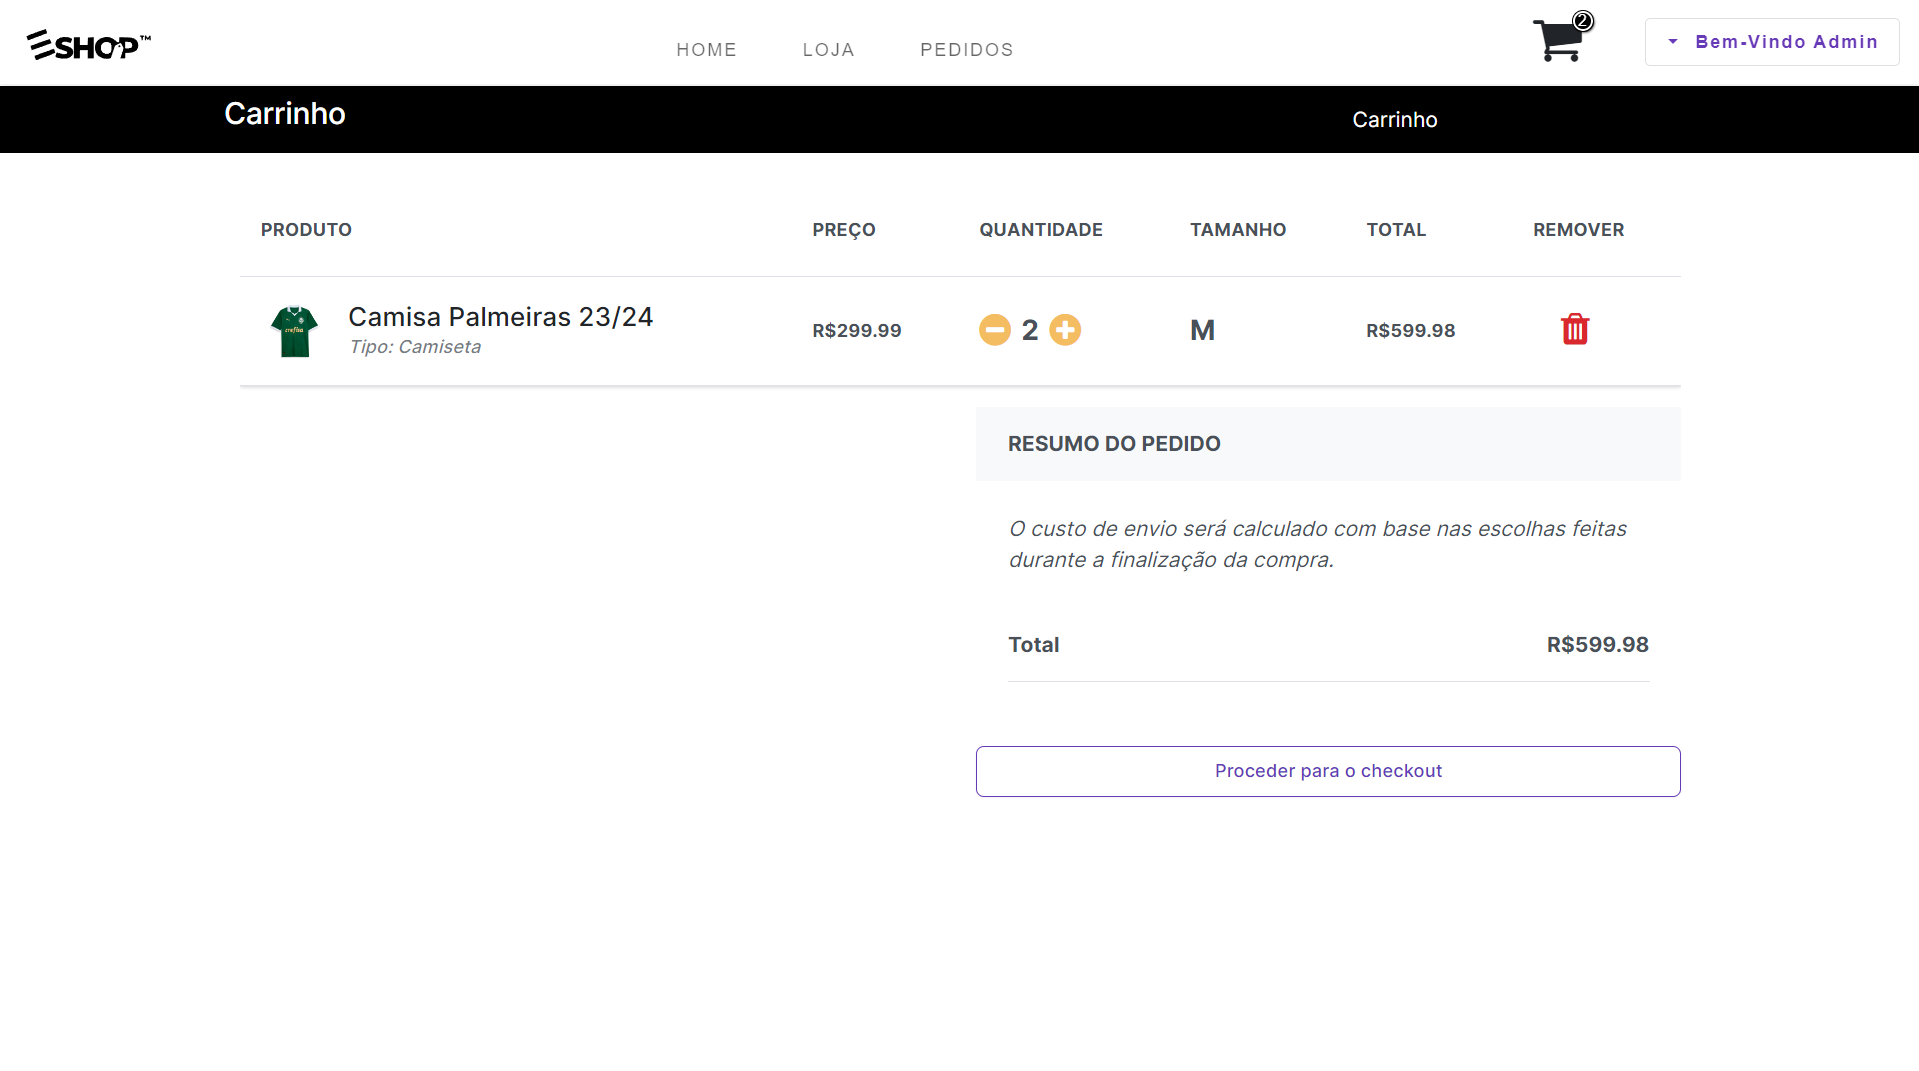 ESHOP™
HOME
LOJA
PEDIDOS
2
Bem-Vindo Admin
Carrinho
Carrinho
PRODUTO PREÇO QUANTIDADE TAMANHO TOTAL REMOVER
Camisa Palmeiras 23/24
Tipo: Camiseta
crefisa
R$299.99
2
M
R$599.98
RESUMO DO PEDIDO
O custo de envio será calculado com base nas escolhas feitas
durante a finalização da compra.
Total R$599.98
Proceder para o checkout